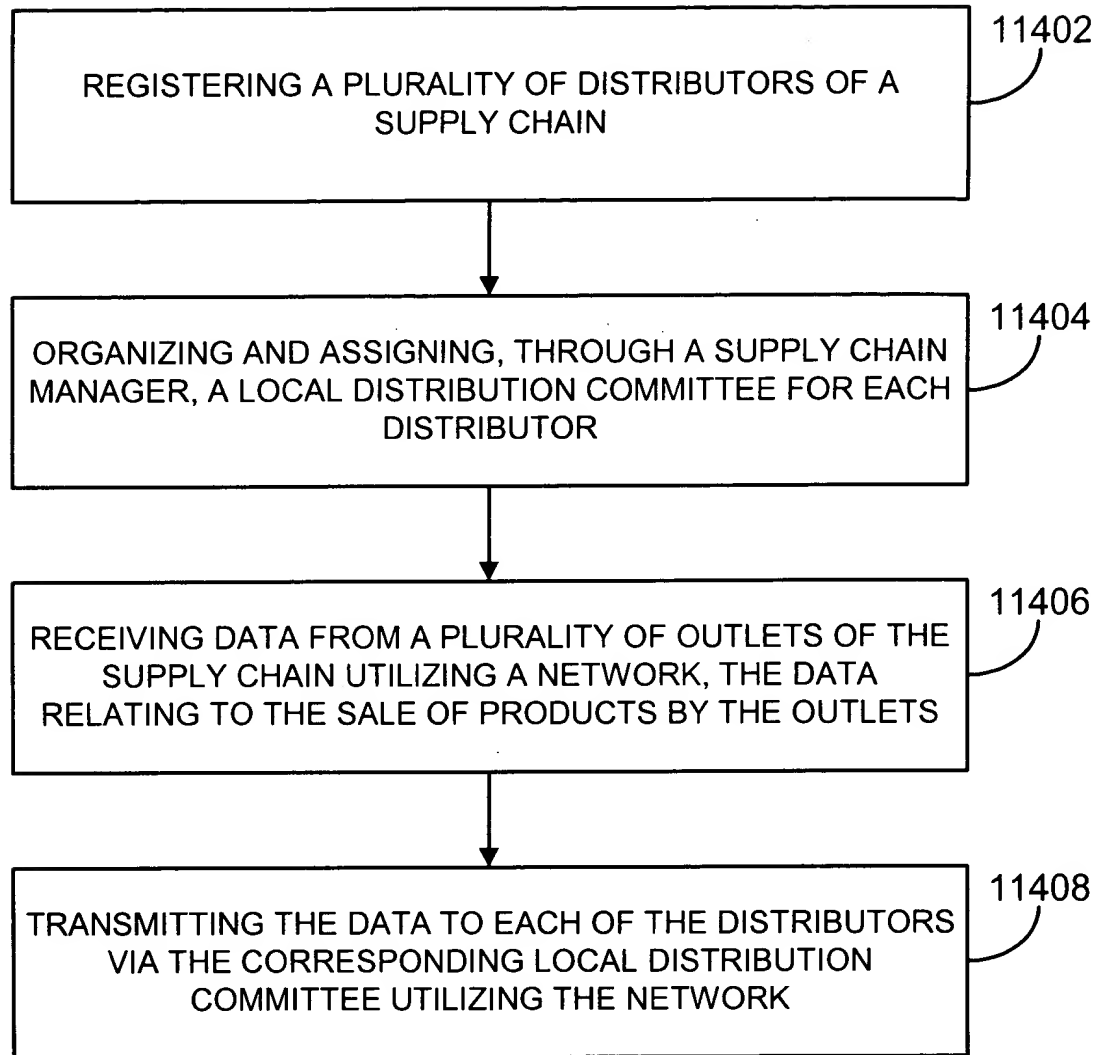 11402
REGISTERING A PLURALITY OF DISTRIBUTORS OF A
SUPPLY CHAIN
11404
ORGANIZING AND ASSIGNING, THROUGH A SUPPLY CHAIN
MANAGER, A LOCAL DISTRIBUTION COMMITTEE FOR EACH
DISTRIBUTOR
11406
RECEIVING DATA FROM A PLURALITY OF OUTLETS OF THE
SUPPLY CHAIN UTILIZING A NETWORK, THE DATA
RELATING TO THE SALE OF PRODUCTS BY THE OUTLETS
11408
TRANSMITTING THE DATA TO EACH OF THE DISTRIBUTORS
VIA THE CORRESPONDING LOCAL DISTRIBUTION
COMMITTEE UTILIZING THE NETWORK